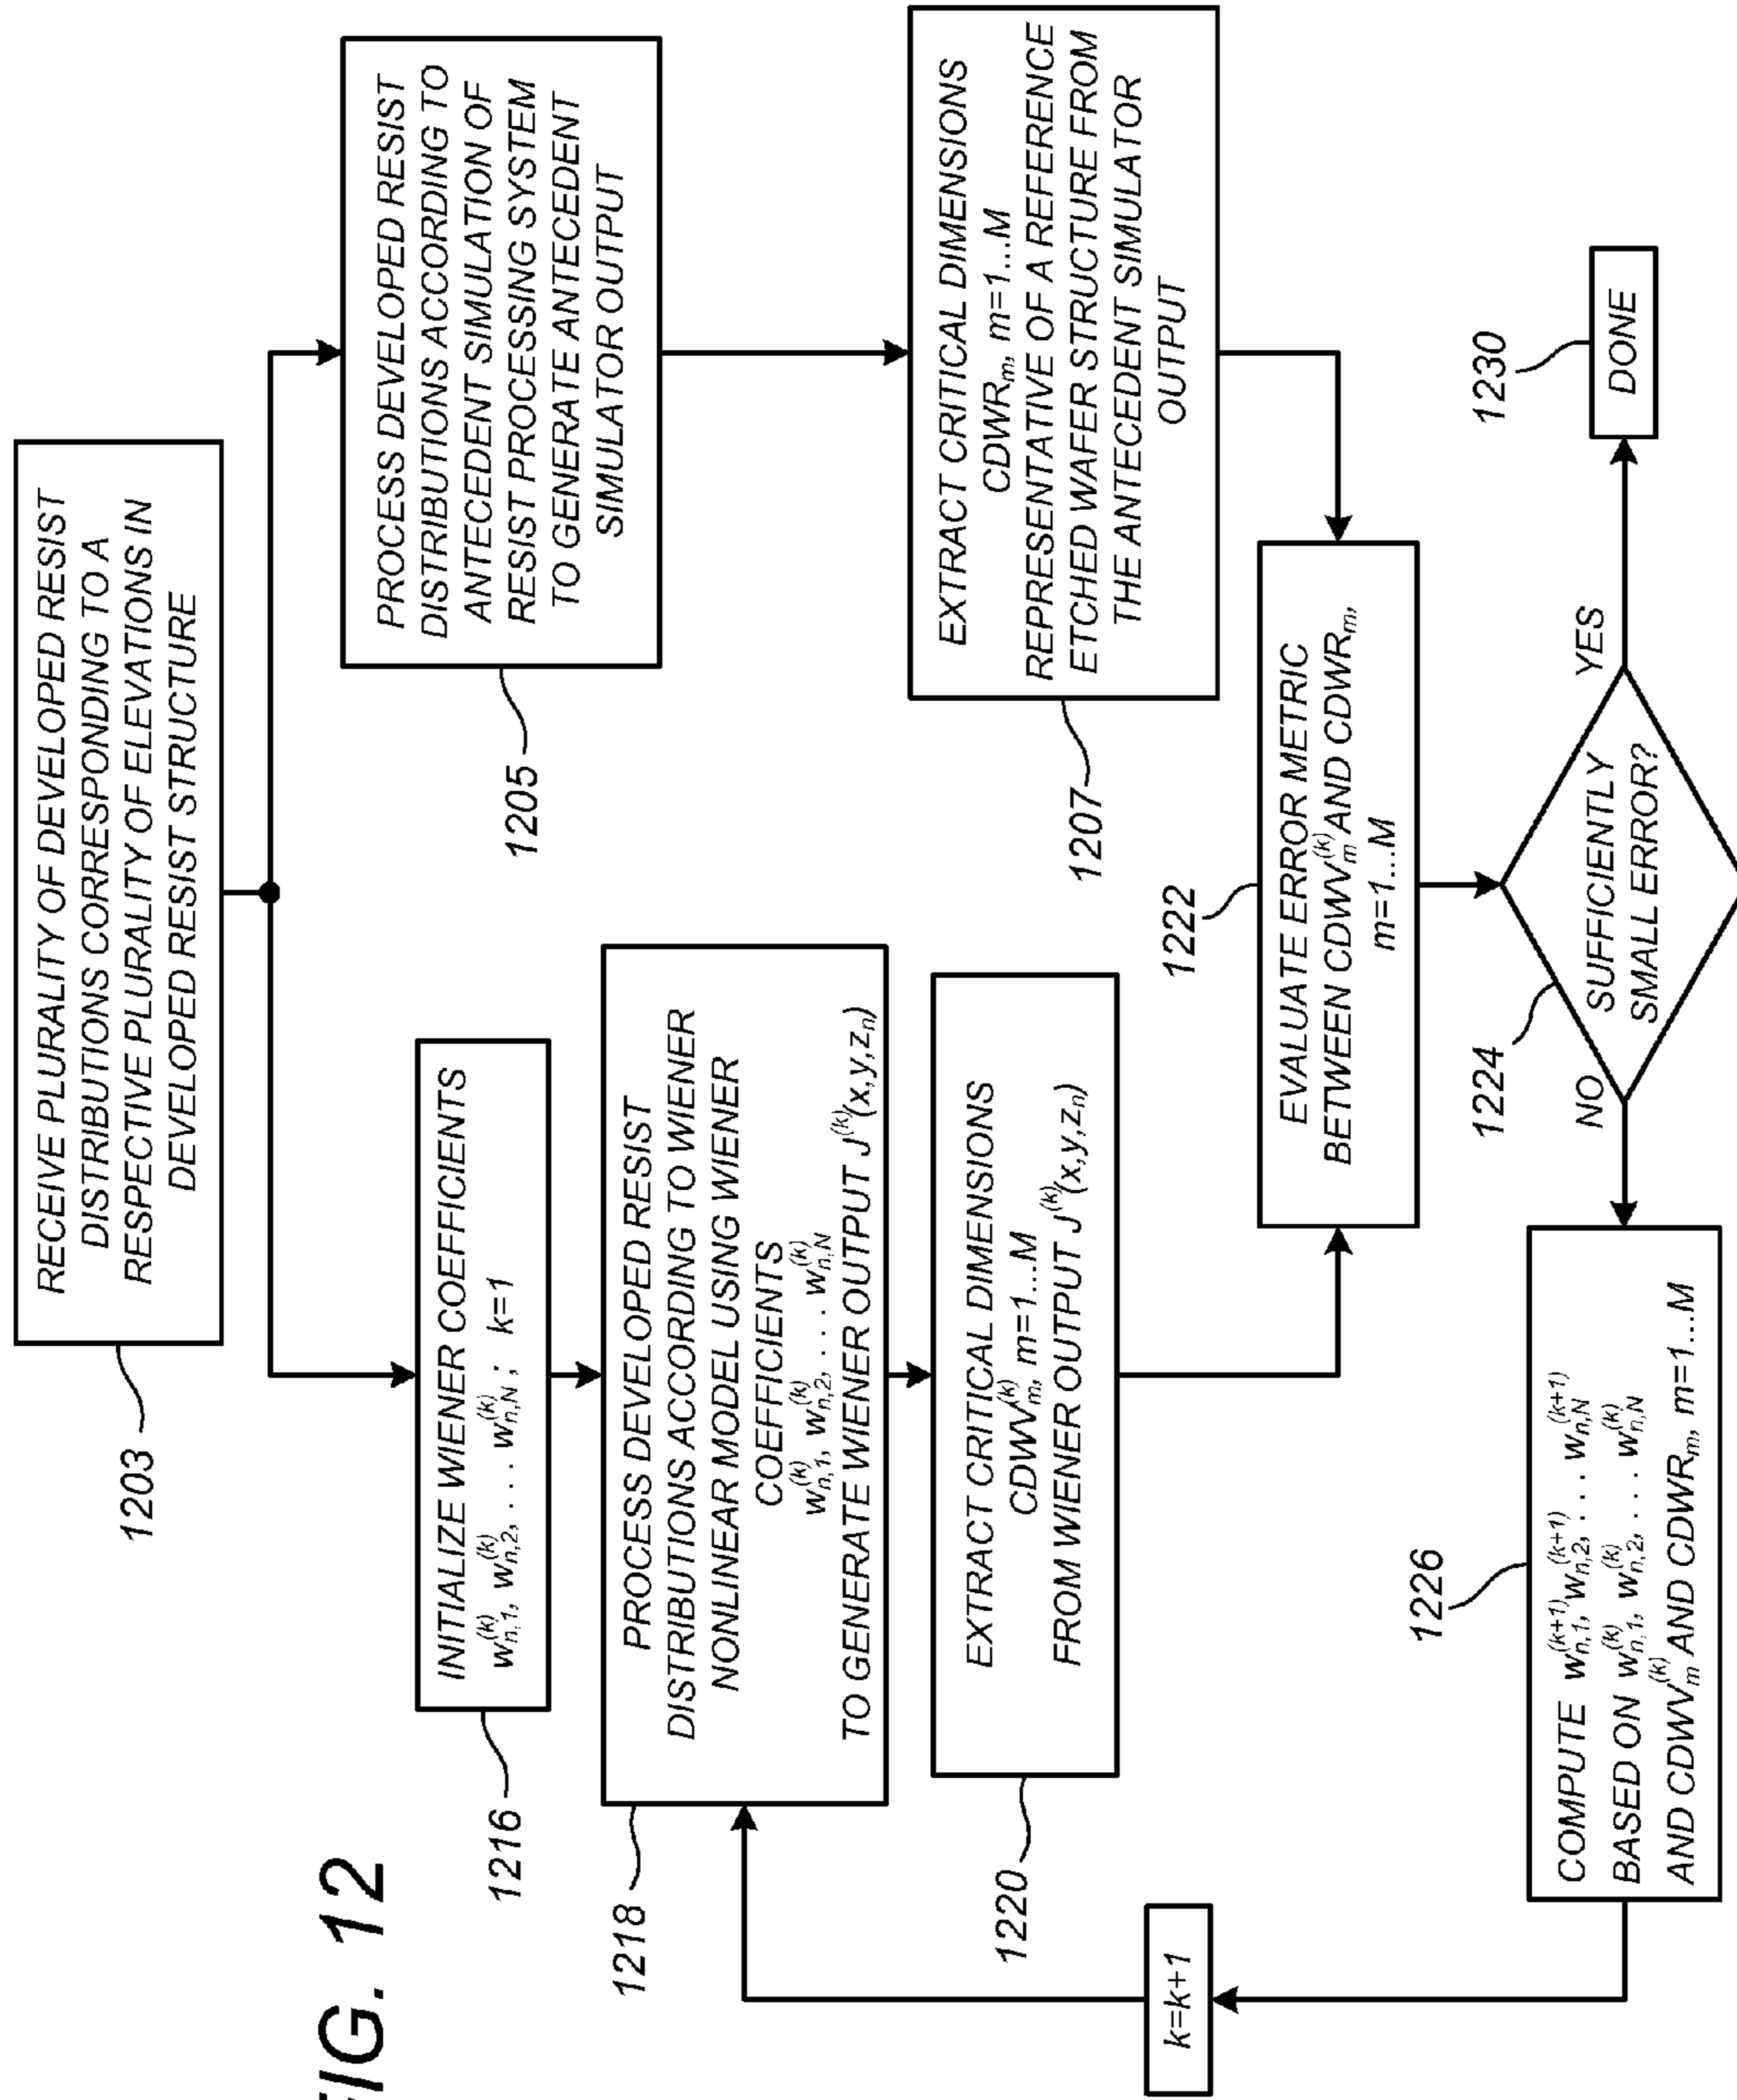 FIG. 12
RECEIVE PLURALITY OF DEVELOPED RESIST
DISTRIBUTIONS CORRESPONDING TO A
RESPECTIVE PLURALITY OF ELEVATIONS IN
DEVELOPED RESIST STRUCTURE
1203
PROCESS DEVELOPED RESIST
DISTRIBUTIONS ACCORDING TO
ANTECEDENT SIMULATION OF
RESIST PROCESSING SYSTEM
TO GENERATE ANTECEDENT
SIMULATOR OUTPUT
1205
EXTRACT CRITICAL DIMENSIONS
CDWRₘ, m=1...M
REPRESENTATIVE OF A REFERENCE
ETCHED WAFER STRUCTURE FROM
THE ANTECEDENT SIMULATOR
OUTPUT
1207
INITIALIZE WIENER COEFFICIENTS
w_{n,1}^{(k)}, w_{n,2}^{(k)}, . . . w_{n,N}^{(k)} ; k=1
1216
PROCESS DEVELOPED RESIST
DISTRIBUTIONS ACCORDING TO WIENER
NONLINEAR MODEL USING WIENER
COEFFICIENTS
w_{n,1}^{(k)}, w_{n,2}^{(k)}, . . . w_{n,N}^{(k)}
TO GENERATE WIENER OUTPUT J^{(k)}(x,y,z_n)
1218
EXTRACT CRITICAL DIMENSIONS
CDWV_m^{(k)}, m=1...M
FROM WIENER OUTPUT J^{(k)}(x,y,z_n)
1220
EVALUATE ERROR METRIC
BETWEEN CDWV_m^{(k)} AND CDWR_m,
m=1...M
1222
SUFFICIENTLY
SMALL ERROR?
1224
YES
NO
DONE
1230
COMPUTE w_{n,1}^{(k+1)}, w_{n,2}^{(k+1)}, . . . w_{n,N}^{(k+1)}
BASED ON w_{n,1}^{(k)}, w_{n,2}^{(k)}, . . . w_{n,N}^{(k)}
AND CDWV_m^{(k)} AND CDWR_m, m=1...M
1226
k=k+1